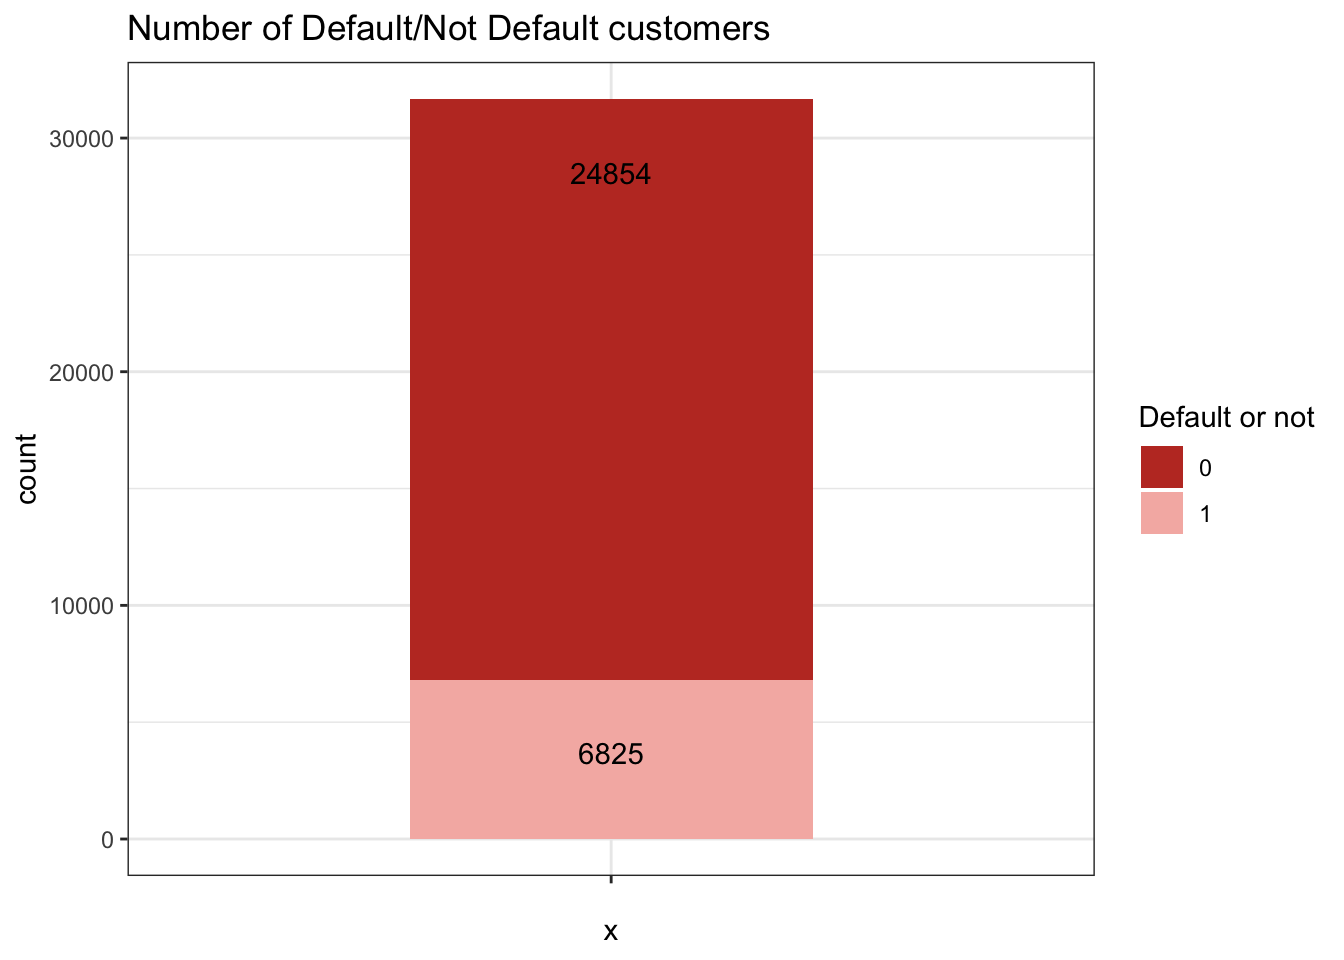 Number of Default/Not Default customers
30000
20000
10000
0
count
24854
6825
x
Default or not
0
1